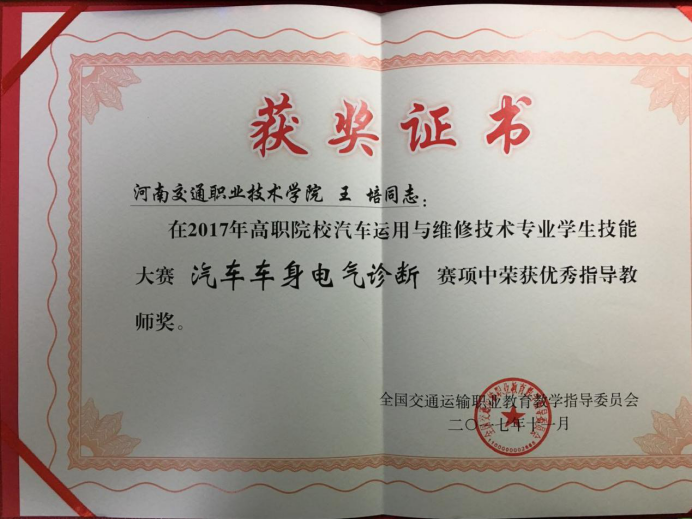 获奖证书
河南交通职业技术学院 王 培同志：
在2017年高职院校汽车运用与维修技术专业学生技能
大赛 汽车车身电气诊断 赛项中荣获优秀指导教
师奖。
全国交通运输职业教育教学指导委员会
二〇一七年十一月